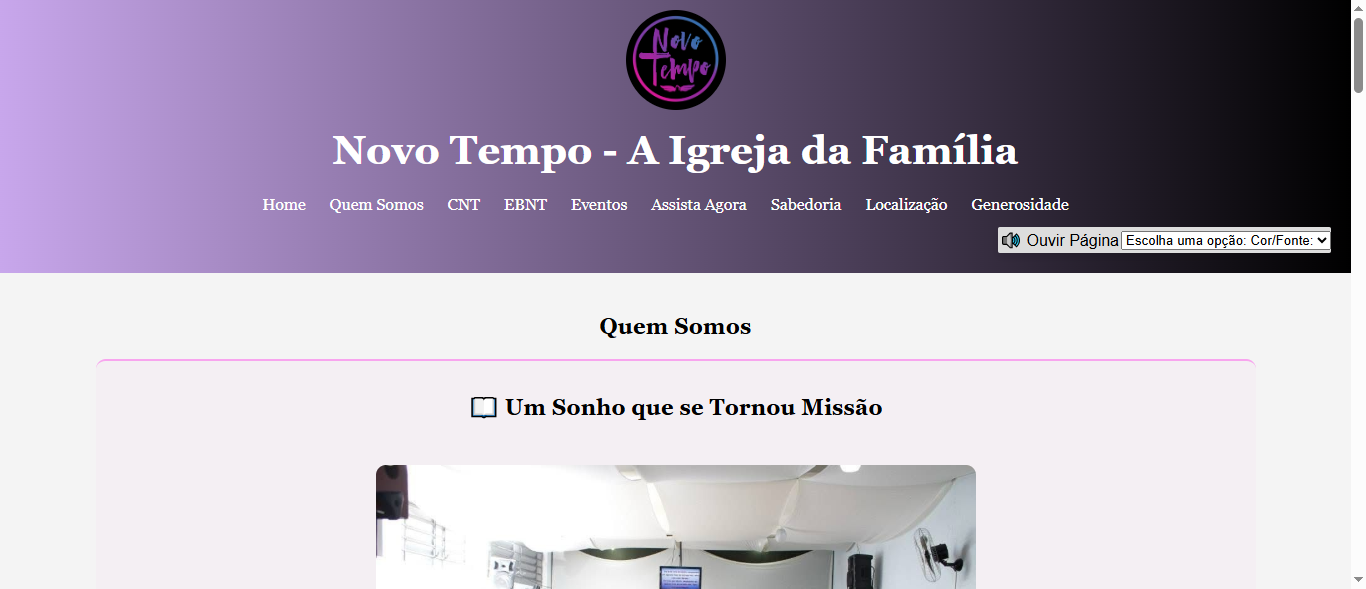 Novo
Tempo
Novo Tempo - A Igreja da Família
Home Quem Somos CNT EBNT Eventos Assista Agora Sabedoria Localização Generosidade
🔊 Ouvir Página Escolha uma opção: Cor/Fonte:
Quem Somos
📖 Um Sonho que se Tornou Missão